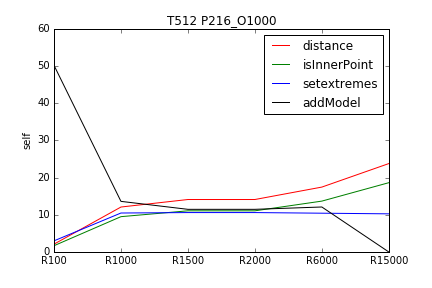 T512 P216_O1000
60
50
40
30
20
10
0
self
distance
isInnerPoint
setextremes
addModel
R100 R1000 R1500 R2000 R6000 R15000